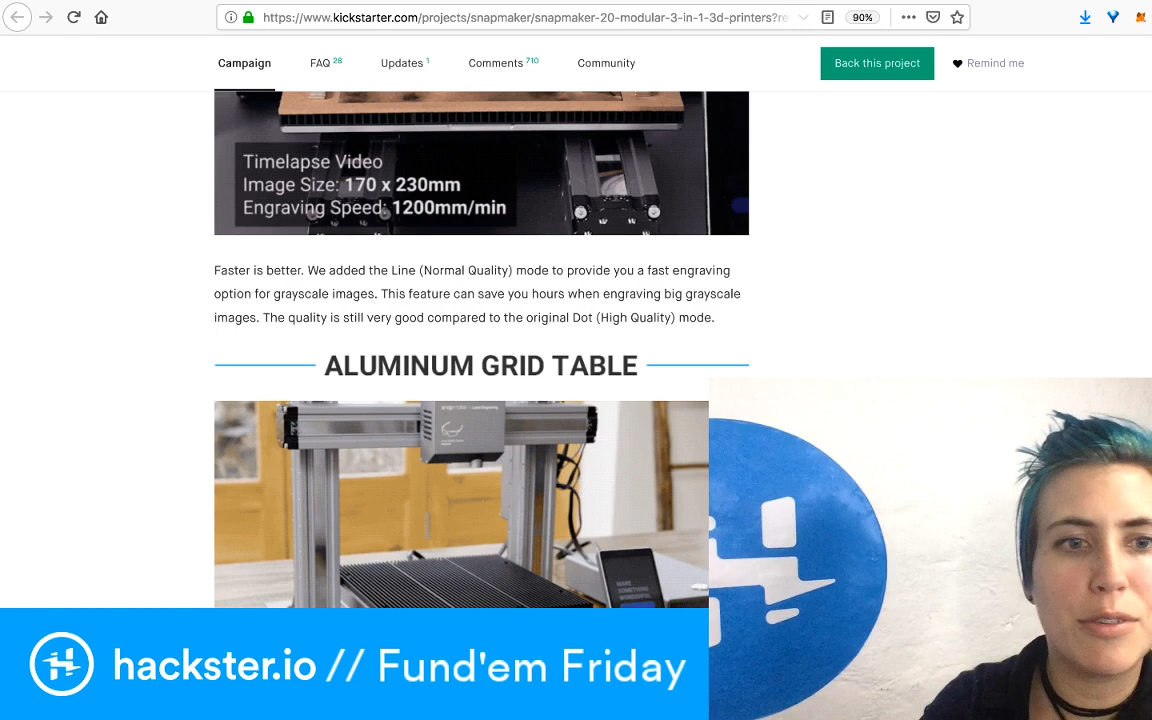 https://www.kickstarter.com/projects/snapmaker/snapmaker-20-modular-3-in-1-3d-printers?re
90%
Campaign
FAQ 28
Updates 1
Comments 710
Community
Back this project
Remind me
Timelapse Video
Image Size: 170 x 230mm
Engraving Speed: 1200mm/min
Faster is better. We added the Line (Normal Quality) mode to provide you a fast engraving
option for grayscale images. This feature can save you hours when engraving big grayscale
images. The quality is still very good compared to the original Dot (High Quality) mode.
ALUMINUM GRID TABLE
MAKE
SOMETHING
WONDERFUL
hackster.io // Fund'em Friday